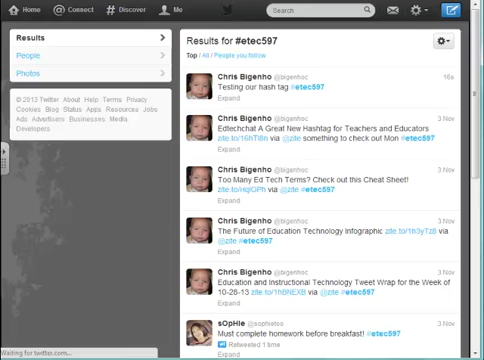 Home Connect Discover Me Search
Results
People
Photos
© 2013 Twitter About Help Terms Privacy
Cookies Blog Status Apps Resources Jobs
Ads Advertisers Businesses Media
Developers
Results for #etec597
Top / All / People you follow
Chris Bigenho @bigenhoc 16s
Testing our hash tag #etec597
Expand
Chris Bigenho @bigenhoc 3 Nov
Edtechchat A Great New Hashtag for Teachers and Educators
zite.to/16hTl8n via @zite something to check out Mon #etec597
Expand
Chris Bigenho @bigenhoc 3 Nov
Too Many Ed Tech Terms? Check out this Cheat Sheet!
via @zite #etec597
Expand
Chris Bigenho @bigenhoc 3 Nov
The Future of Education Technology Infographic zite.to/1h3yTz8 via
@zite #etec597
Expand
Chris Bigenho @bigenhoc 3 Nov
Education and Instructional Technology Tweet Wrap for the Week of
10-28-13 zite.to/1hBNEXB via @zite #etec597
Expand
sOpHIe @sophietoo 3 Nov
Must complete homework before breakfast! #etec597
Retweeted 1 time
Expand
Waiting for twitter.com...